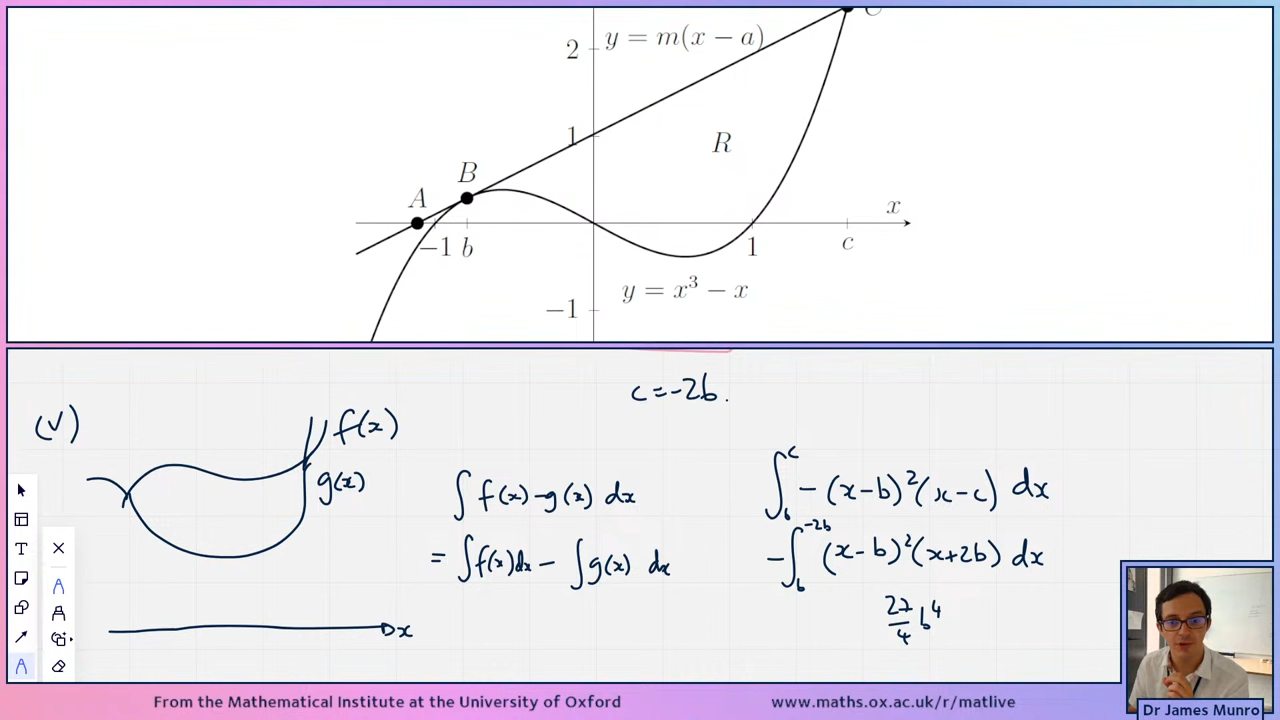 C
2
y = m(x − a)
1
R
B
A
x
−1 b
1
c
y = x³ − x
−1
c = -2b.
(v)
f(x)
g(x)
∫ f(x) - g(x) dx
= ∫f(x)dx - ∫g(x) dx
∫_b^c - (x-b)²(x-c) dx
- ∫_b^{-2b} (x-b)²(x+2b) dx
27/4 b⁴
x
T
A
A
From the Mathematical Institute at the University of Oxford
www.maths.ox.ac.uk/r/matlive
Dr James Munro